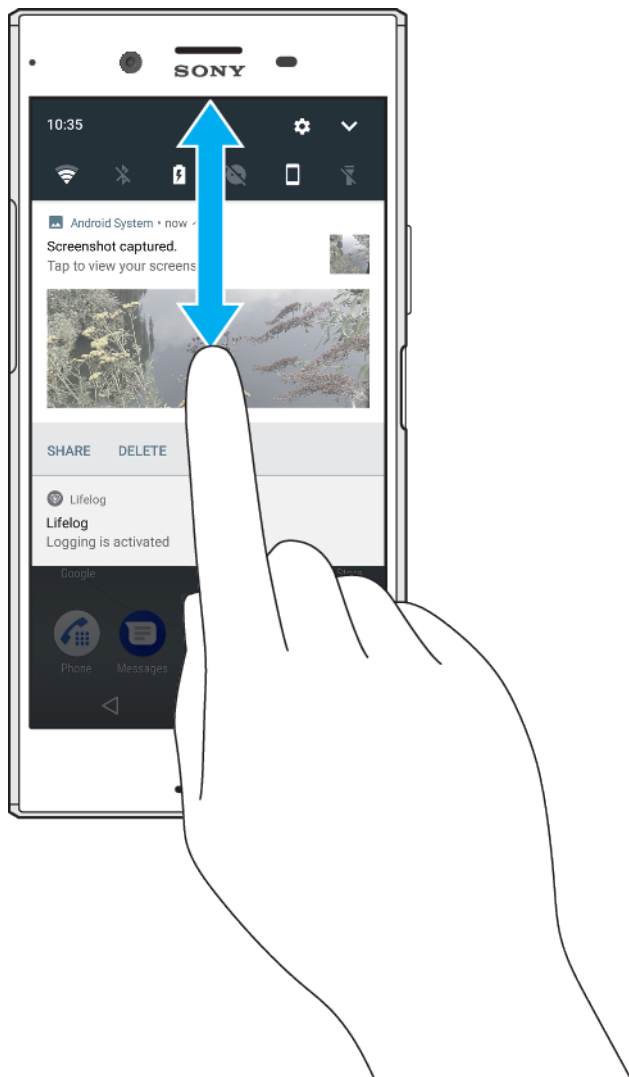 SONY
10:35
Android System • now
Screenshot captured.
Tap to view your screens
SHARE DELETE
Lifelog
Lifelog
Logging is activated
Google
Store
Phone Messages